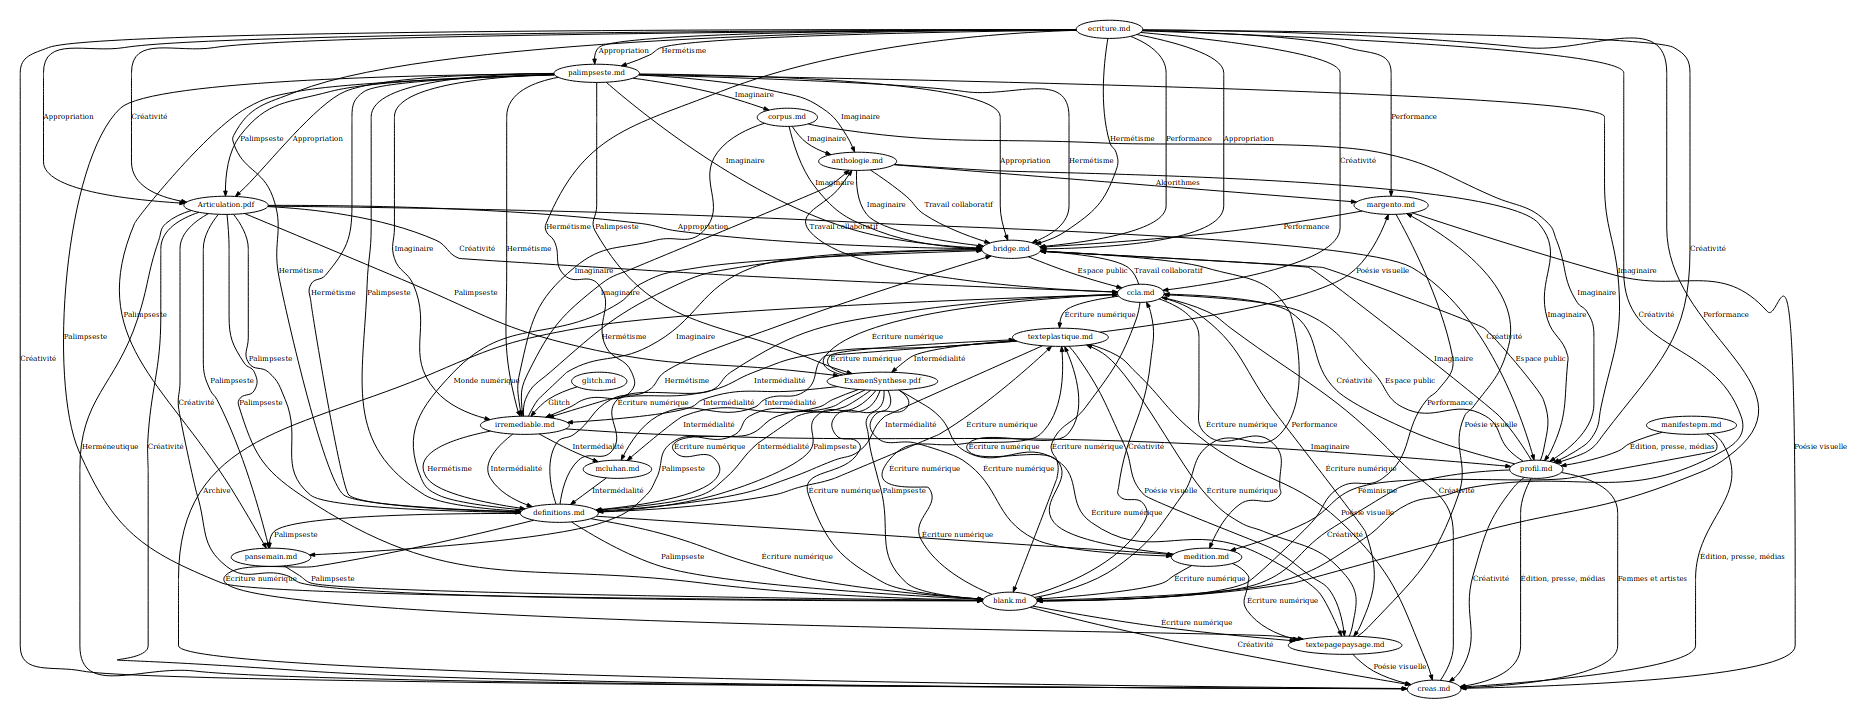 ecriture.md
Appropriation Hermétisme
palimpseste.md
Imaginaire
corpus.md
Appropriation Créativité Imaginaire Performance
Palimpseste Appropriation Imaginaire Hermétisme Performance Appropriation
anthologie.md
Imaginaire Appropriation Hermétisme Créativité
Imaginaire Algorithmes
Articulation.pdf Imaginaire Travail collaboratif margento.md
Hermétisme Palimpseste Appropriation Travail collaboratif Performance
Imaginaire Créativité Hermétisme bridge.md Créativité
Hermétisme Imaginaire Espace public Travail collaboratif Poésie visuelle Imaginaire
Hermétisme Palimpseste Imaginaire Palimpseste ccla.md Imaginaire
Palimpseste Écriture numérique Imaginaire Créativité Performance
Palimpseste Hermétisme Imaginaire Écriture numérique texteplastique.md Créativité
Créativité Palimpseste Écriture numérique Intermédialité Imaginaire Espace public
glitch.md Monde numérique Hermétisme Intermédialité ExamenSynthese.pdf Créativité Espace public
Créativité Palimpseste Palimpseste Glitch Écriture numérique Intermédialité Intermédialité Performance
irremediable.md Intermédialité Intermédialité Écriture numérique Écriture numérique Performance Poésie visuelle manifestepm.md
Herméneutique Créativité Intermédialité Écriture numérique Intermédialité Palimpseste Écriture numérique Écriture numérique Créativité Imaginaire Édition, presse, médias Poésie visuelle
Hermétisme Intermédialité mcluhan.md Palimpseste Écriture numérique Écriture numérique Écriture numérique profil.md
Archive Intermédialité Écriture numérique Palimpseste Poésie visuelle Écriture numérique Féminisme Créativité
definitions.md Écriture numérique Poésie visuelle
Palimpseste Écriture numérique Créativité
pansemain.md Palimpseste Écriture numérique medition.md Édition, presse, médias
Écriture numérique Palimpseste Écriture numérique Créativité Édition, presse, médias Femmes et artistes
blank.md Écriture numérique
Écriture numérique
Créativité textepagepaysage.md
Poésie visuelle
creas.md